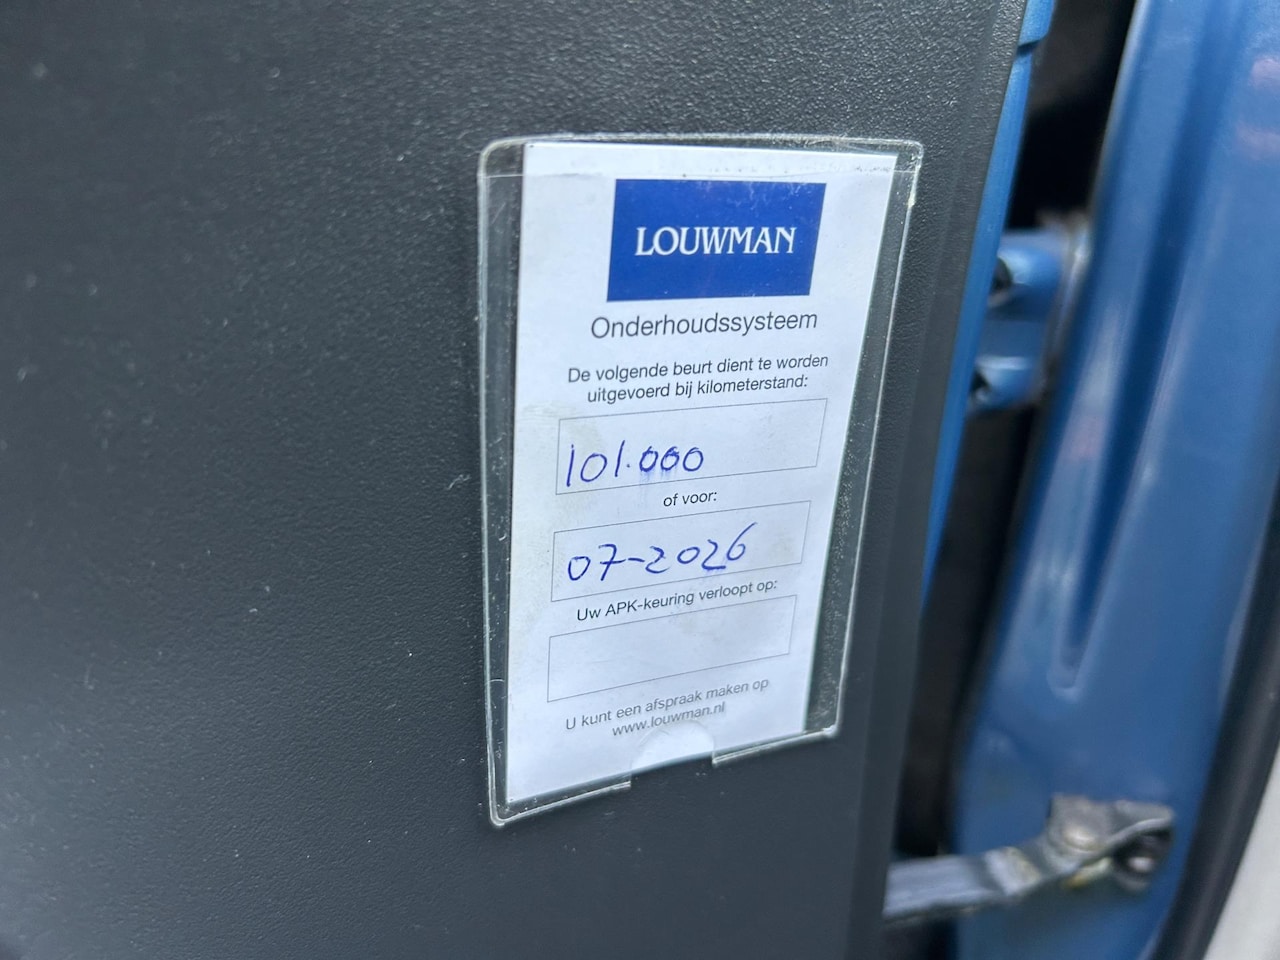 LOUWMAN
Onderhoudssysteem
De volgende beurt dient te worden
uitgevoerd bij kilometerstand:
101.000
of voor:
07-2026
Uw APK-keuring verloopt op:
U kunt een afspraak maken op
www.louwman.nl